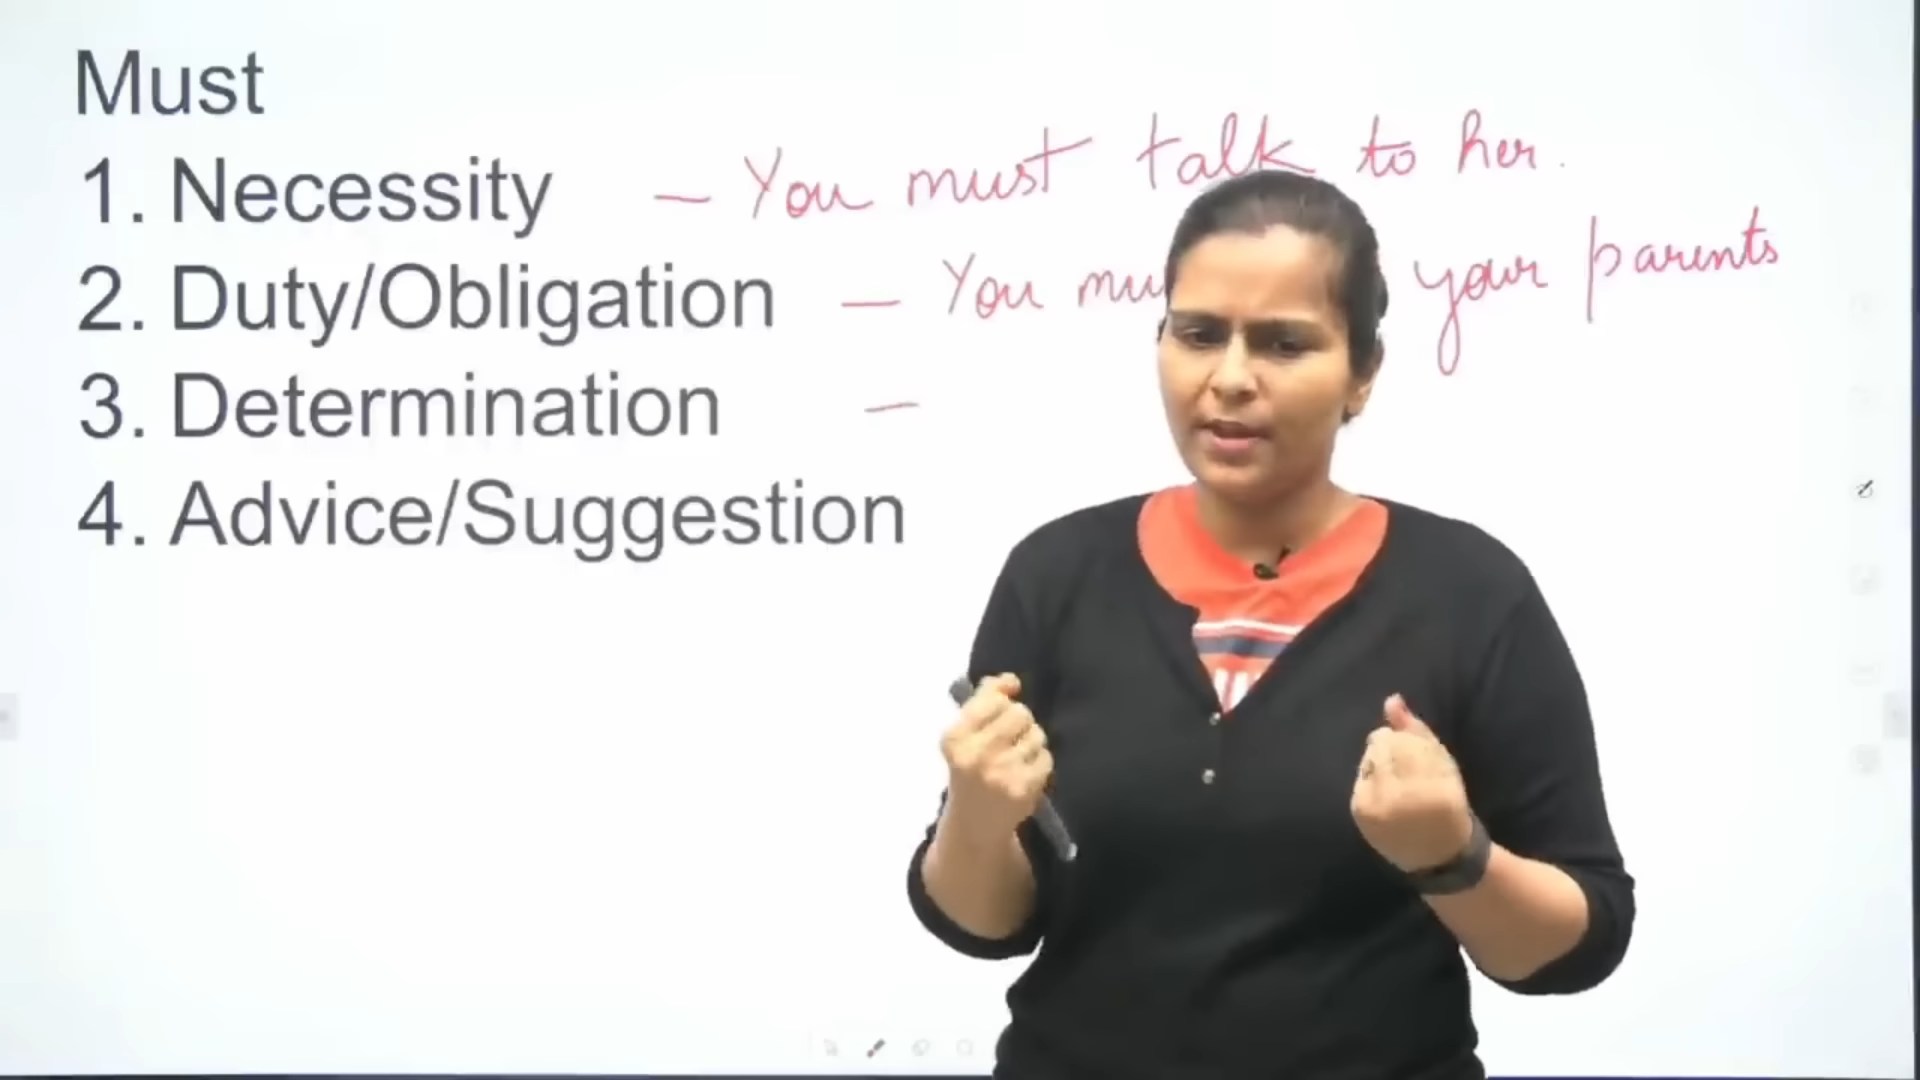 Must
1. Necessity – You must talk to her.
2. Duty/Obligation – You your parents
3. Determination –
4. Advice/Suggestion